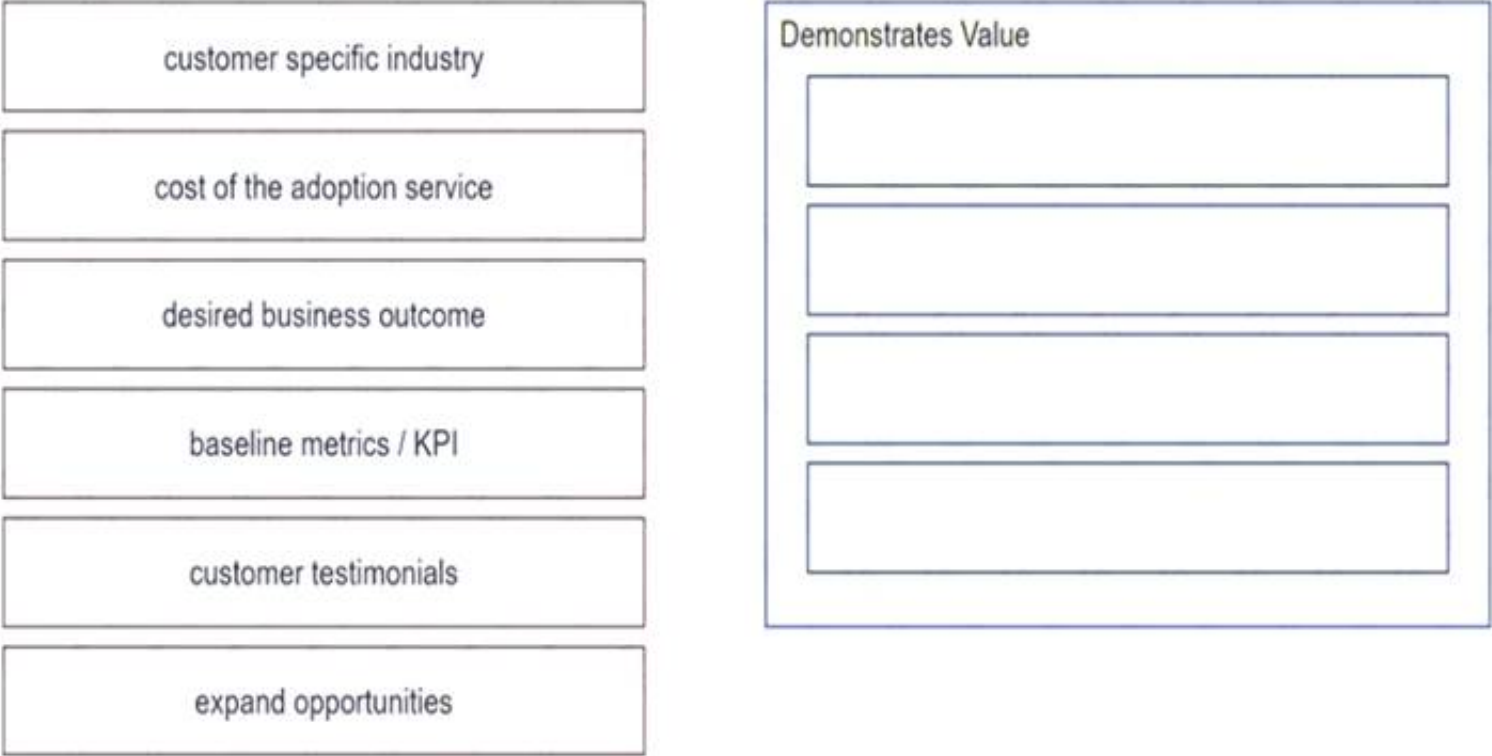 customer specific industry
cost of the adoption service
desired business outcome
baseline metrics / KPI
customer testimonials
expand opportunities
Demonstrates Value